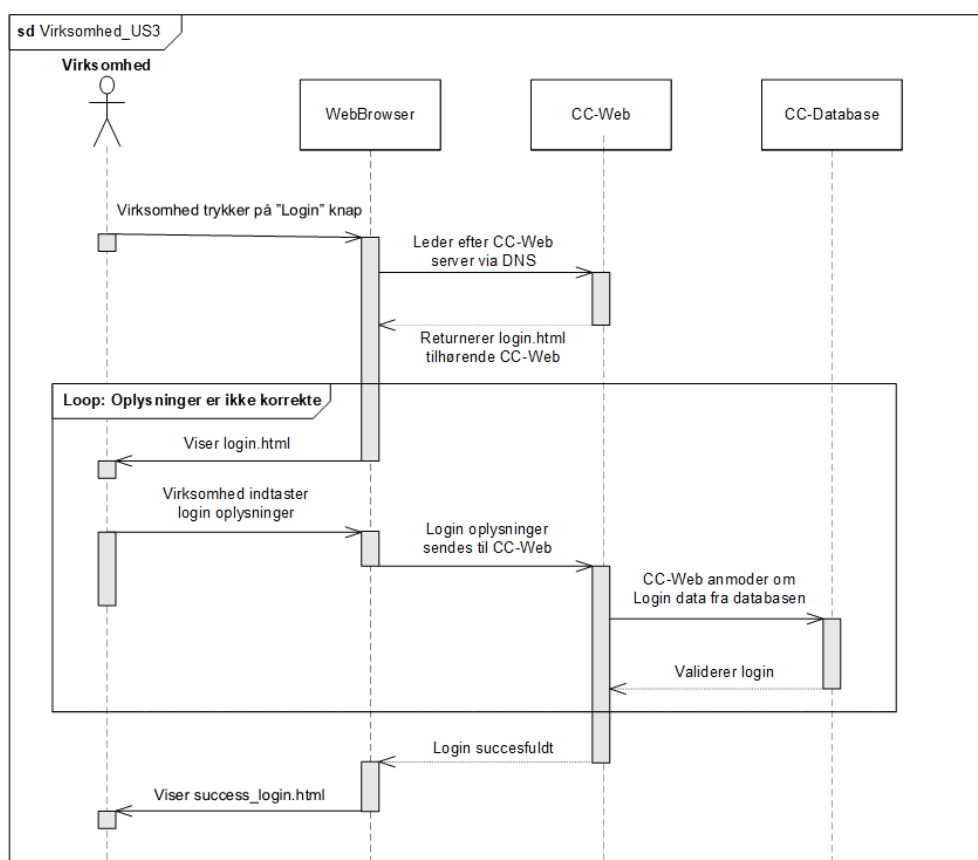 sd Virksomhed_US3
Virksomhed
WebBrowser
CC-Web
CC-Database
Virksomhed trykker på ”Login” knap
Leder efter CC-Web
server via DNS
Returnerer login.html
tilhørende CC-Web
Loop: Oplysninger er ikke korrekte
Viser login.html
Virksomhed indtaster
login oplysninger
Login oplysninger
sendes til CC-Web
CC-Web anmoder om
Login data fra databasen
Validerer login
Login succesfuldt
Viser success_login.html